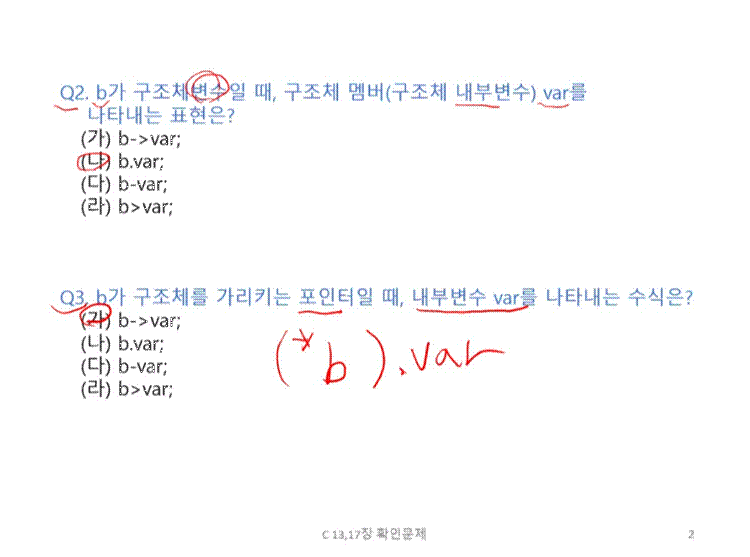 Q2. b가 구조체변수일 때, 구조체 멤버(구조체 내부변수) var를
나타내는 표현은?
(가) b->var;
(나) b.var;
(다) b-var;
(라) b>var;
Q3. b가 구조체를 가리키는 포인터일 때, 내부변수 var를 나타내는 수식은?
(가) b->var;
(나) b.var;
(다) b-var;
(라) b>var;
(*b).var
C 13,17장 확인문제
2